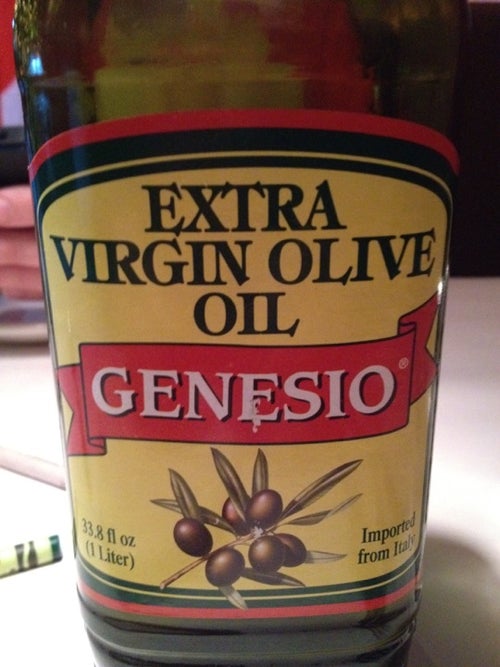 EXTRA
VIRGIN OLIVE
OIL
GENESIO®
33.8 fl oz
(1 Liter)
Imported
from Italy